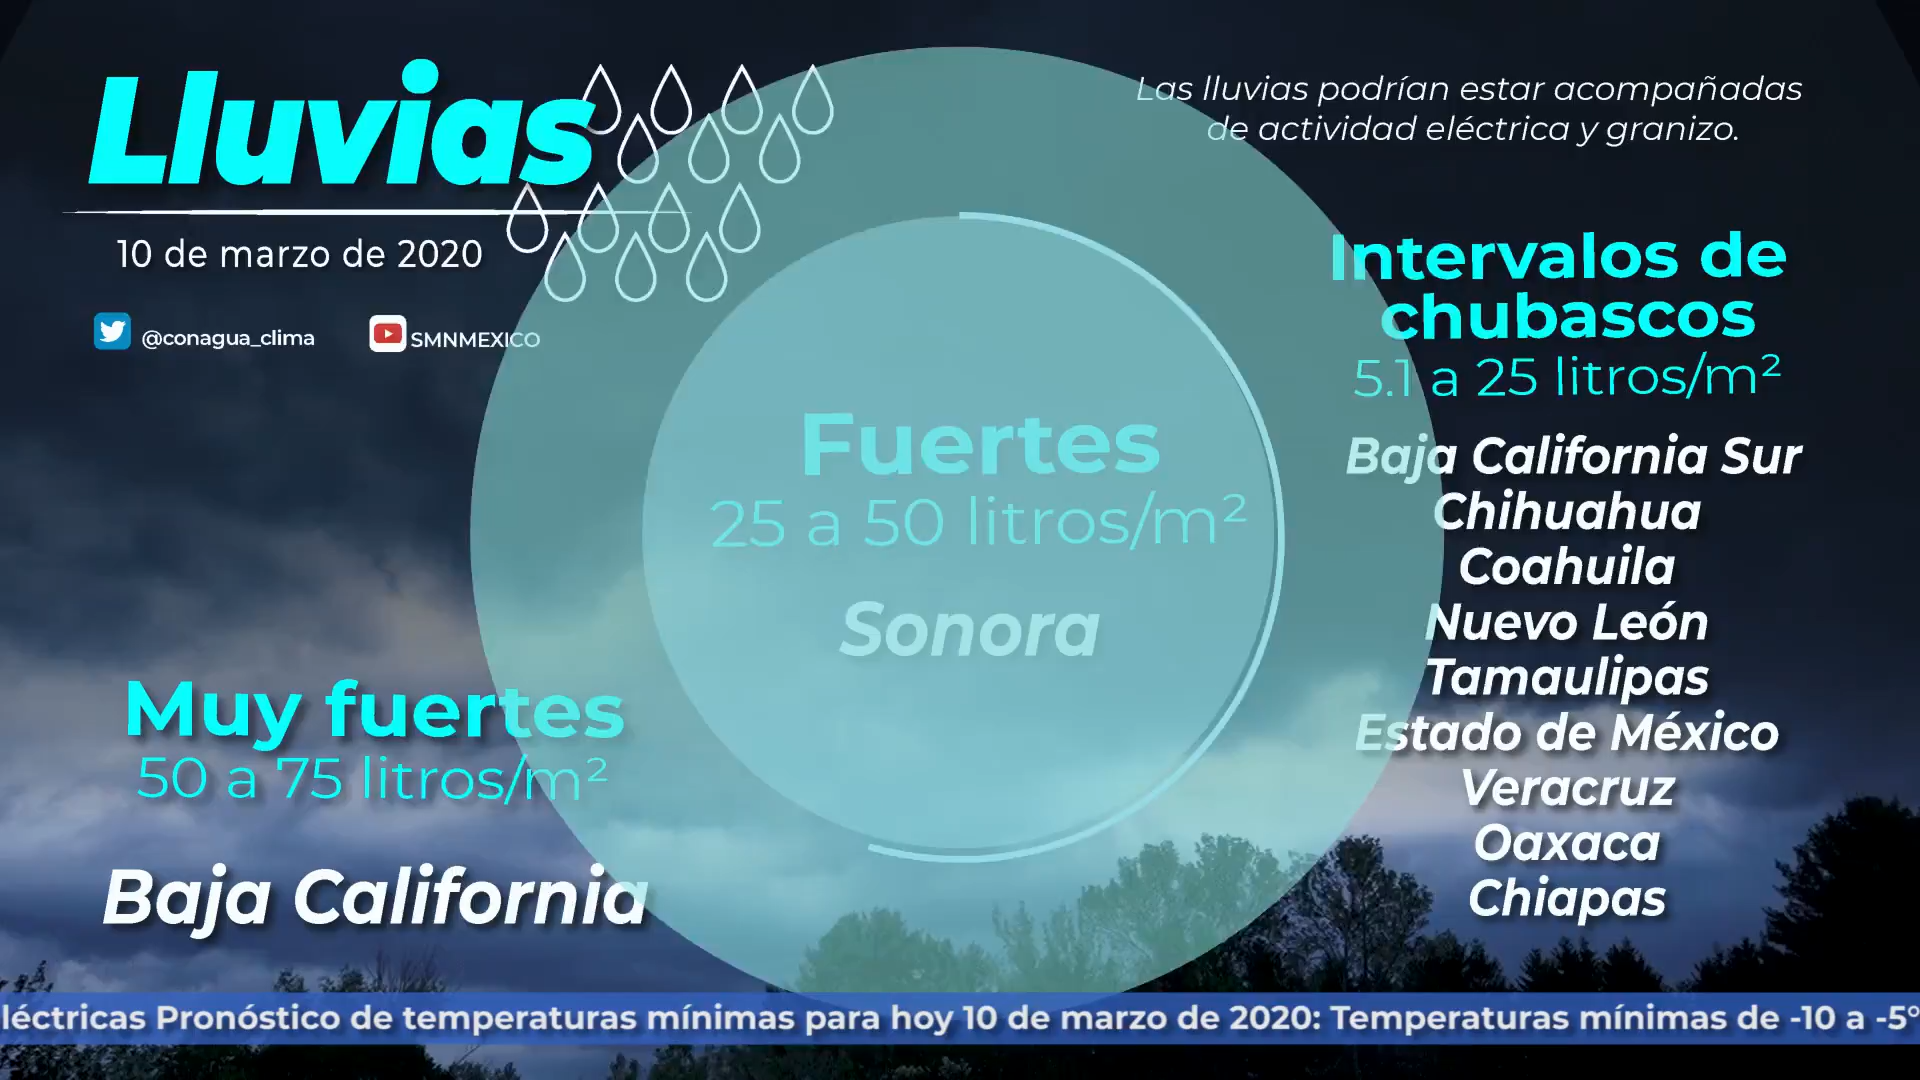 Lluvias
10 de marzo de 2020
@conagua_clima
SMNMEXICO
Las lluvias podrían estar acompañadas
de actividad eléctrica y granizo.
Fuertes
25 a 50 litros/m²
Sonora
Muy fuertes
50 a 75 litros/m²
Baja California
Intervalos de
chubascos
5.1 a 25 litros/m²
Baja California Sur
Chihuahua
Coahuila
Nuevo León
Tamaulipas
Estado de México
Veracruz
Oaxaca
Chiapas
léctricas Pronóstico de temperaturas mínimas para hoy 10 de marzo de 2020: Temperaturas mínimas de -10 a -5°